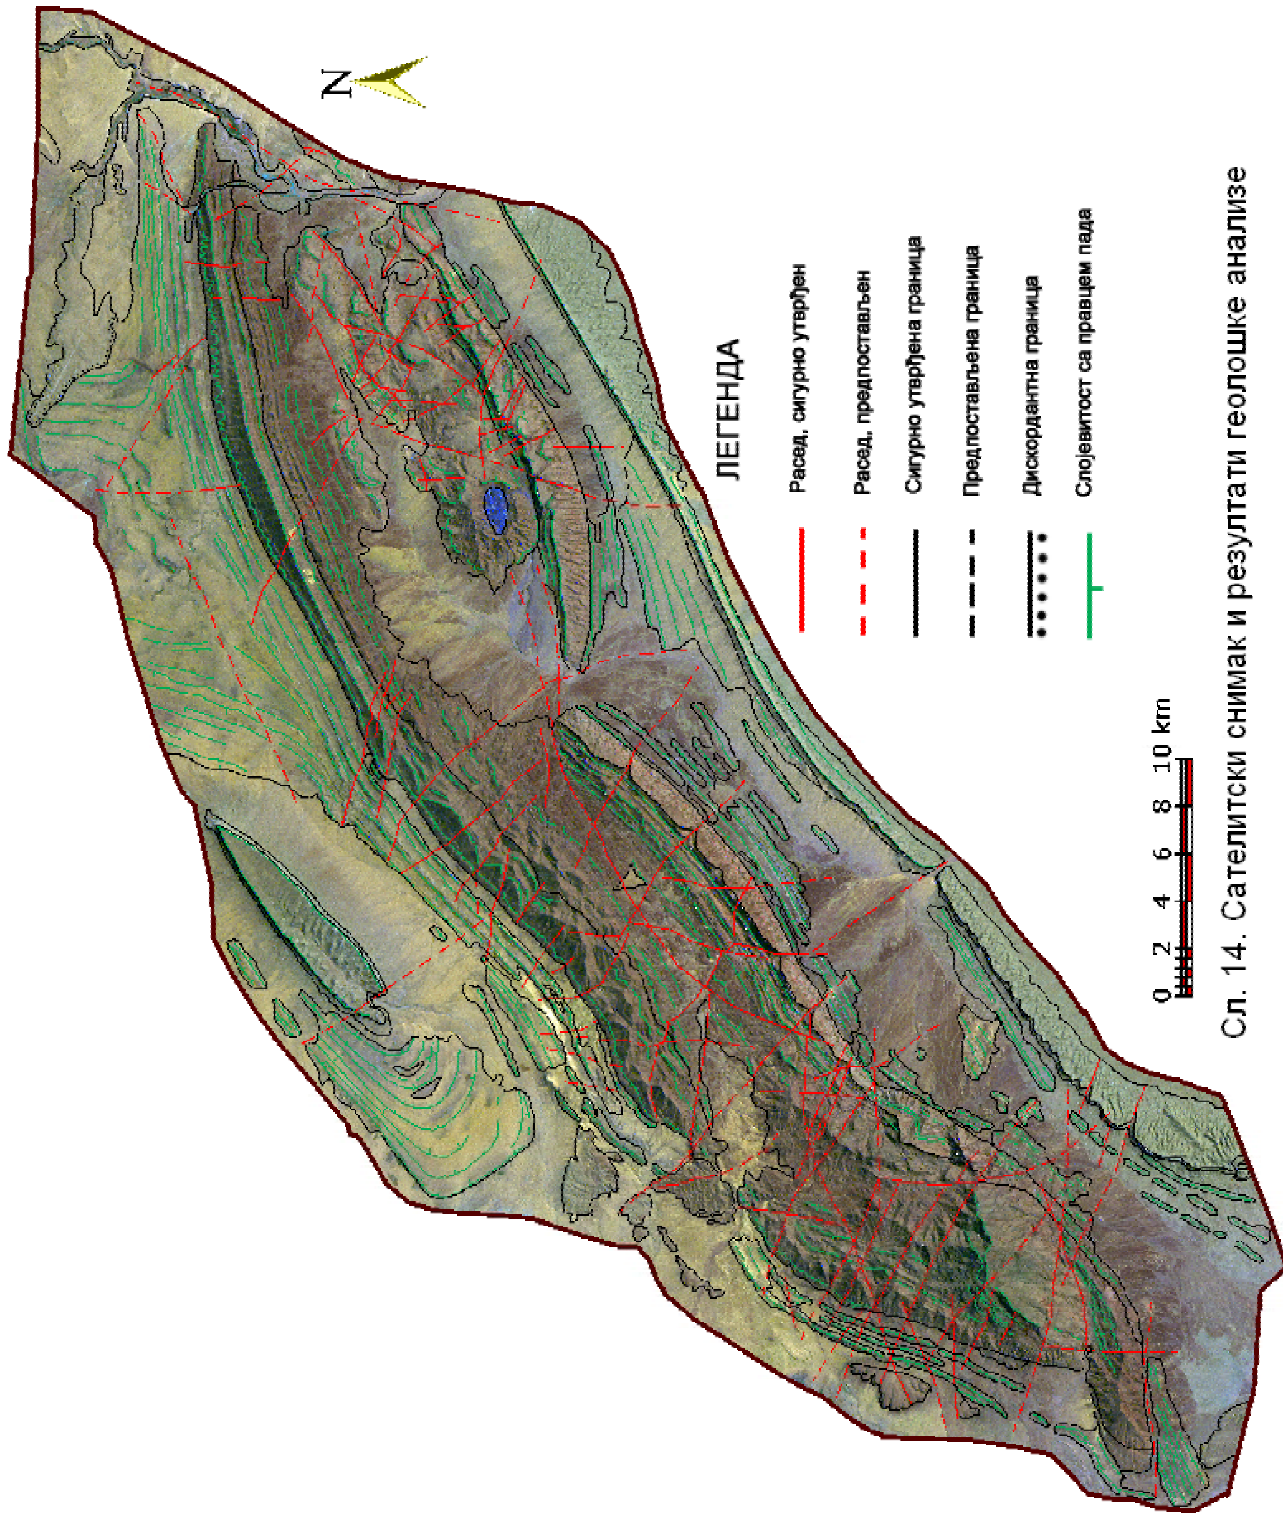 N
ЛЕГЕНДА
Расед, сигурно утврђен
Расед, предпостављен
Сигурно утврђена граница
Предпостављена граница
Дискордантна граница
Слојевитост са правцем пада
0 2 4 6 8 10 km
Сл. 14. Сателитски снимак и резултати геолошке анализе